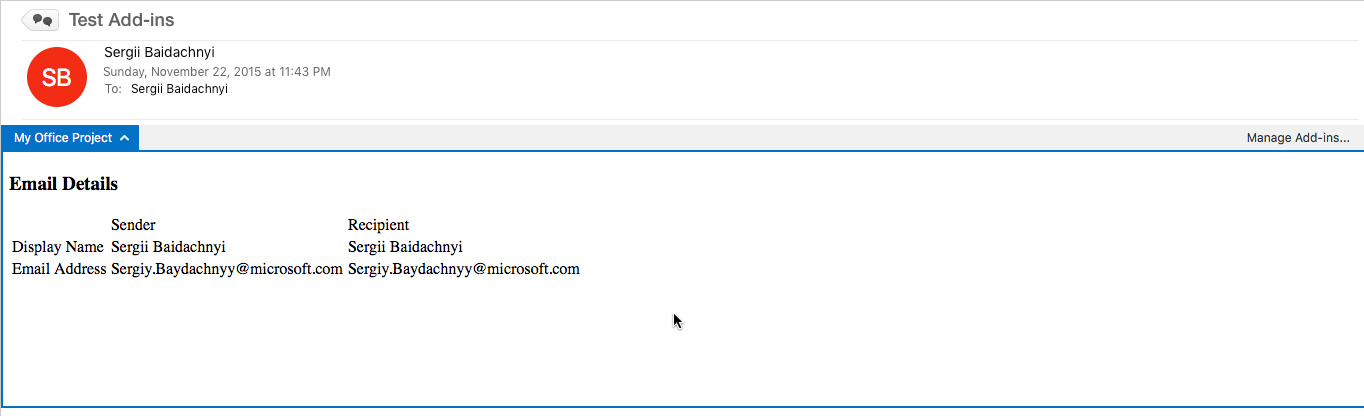 Test Add-ins
SB
Sergii Baidachnyi
Sunday, November 22, 2015 at 11:43 PM
To: Sergii Baidachnyi
My Office Project Manage Add-ins...
Email Details
Sender Recipient
Display Name Sergii Baidachnyi Sergii Baidachnyi
Email Address Sergiy.Baydachnyy@microsoft.com Sergiy.Baydachnyy@microsoft.com